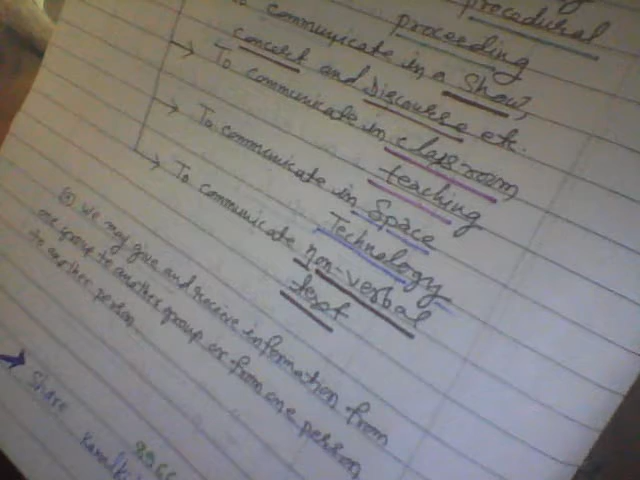 procedural
To communicate in a Show,
proceeding
concert and Discourse etc.
→ To communicate in classroom
teaching
→ To communicate in Space
Technology
→ To communicate non-verbal
text
we may give and receive information from
one group to another group or from one person
to another person
→ Share